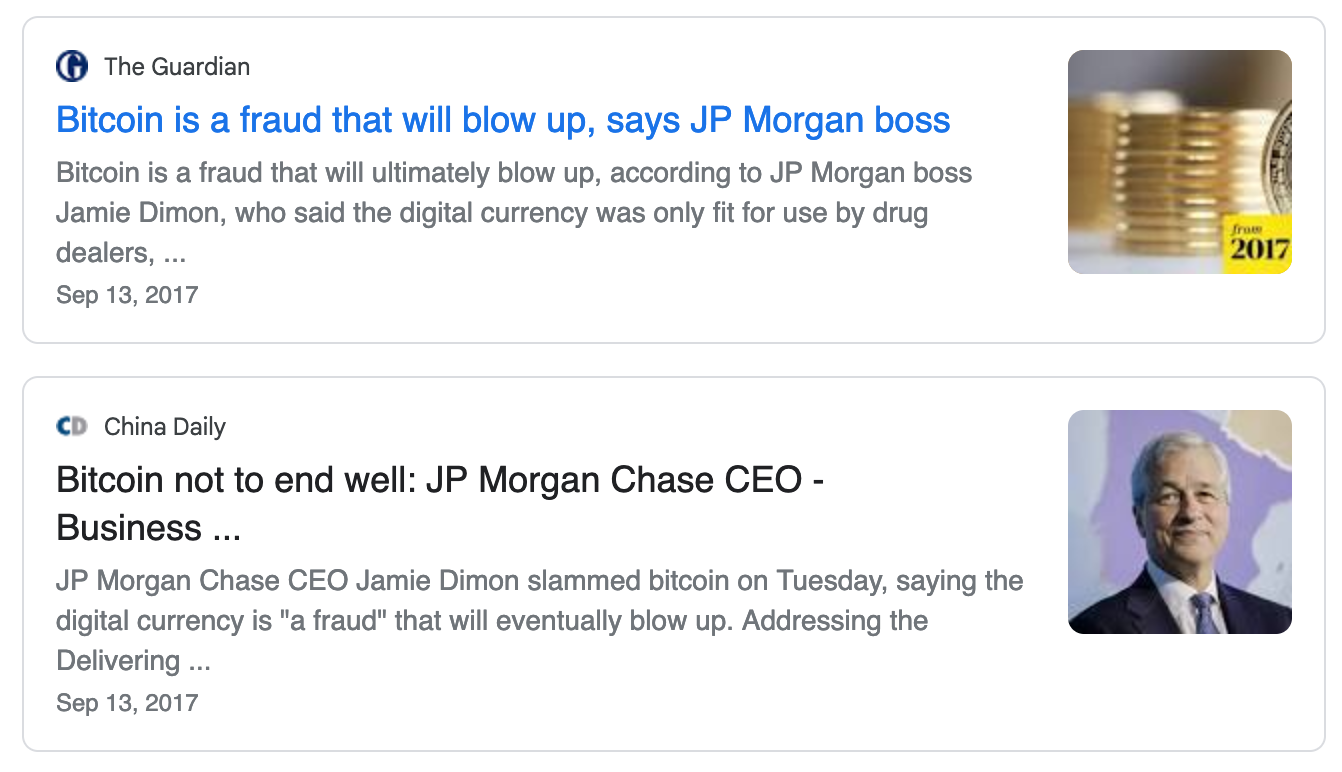 The Guardian
Bitcoin is a fraud that will blow up, says JP Morgan boss
Bitcoin is a fraud that will ultimately blow up, according to JP Morgan boss
Jamie Dimon, who said the digital currency was only fit for use by drug
dealers, ...
Sep 13, 2017
from
2017
CD China Daily
Bitcoin not to end well: JP Morgan Chase CEO -
Business ...
JP Morgan Chase CEO Jamie Dimon slammed bitcoin on Tuesday, saying the
digital currency is "a fraud" that will eventually blow up. Addressing the
Delivering ...
Sep 13, 2017